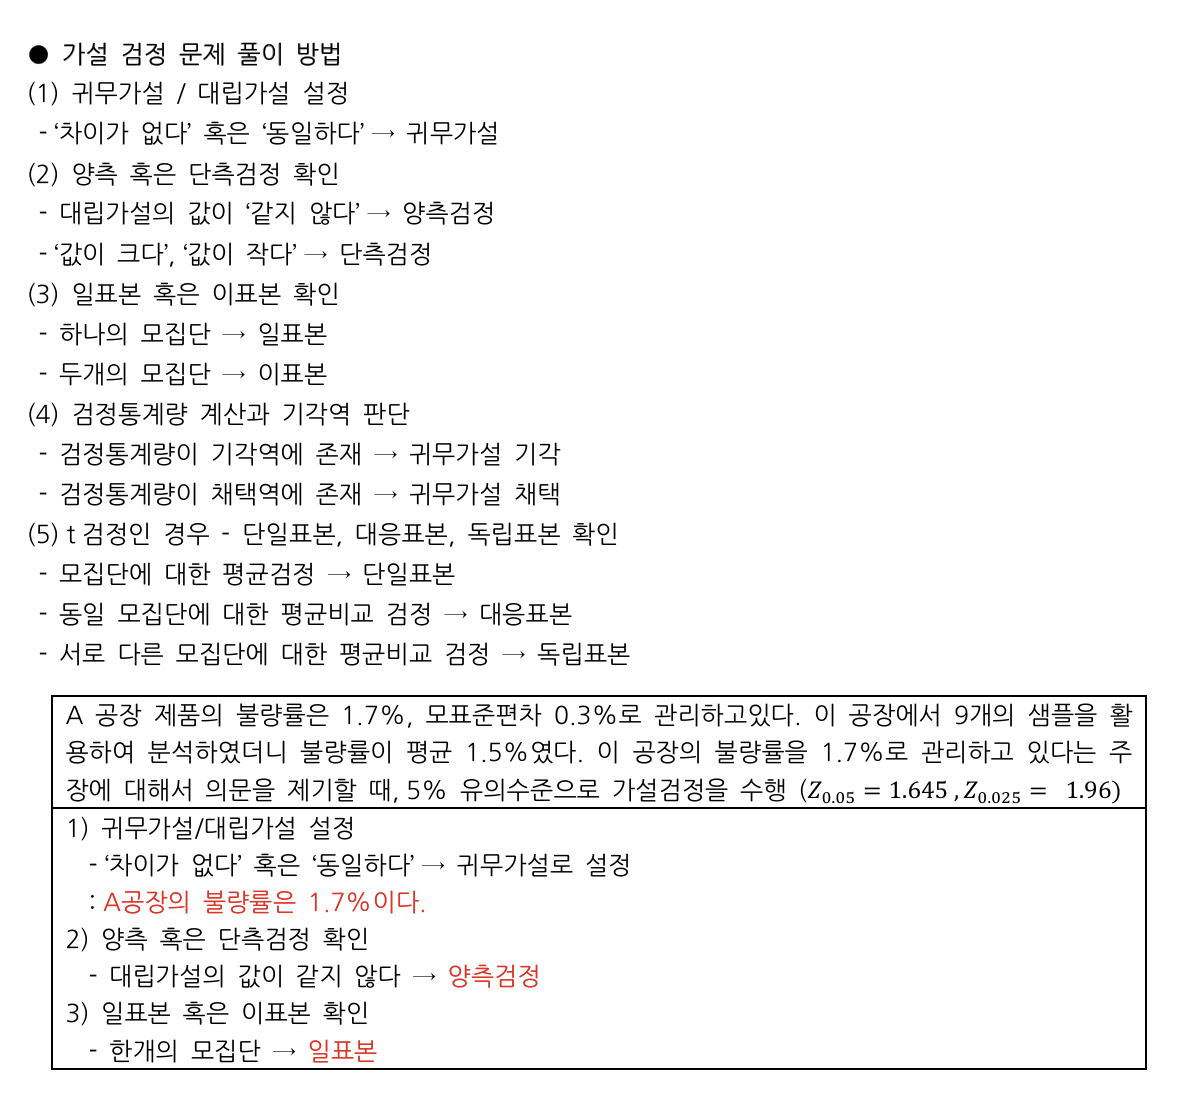 ● 가설 검정 문제 풀이 방법
(1) 귀무가설 / 대립가설 설정
- ‘차이가 없다’ 혹은 ‘동일하다’ → 귀무가설
(2) 양측 혹은 단측검정 확인
- 대립가설의 값이 ‘같지 않다’ → 양측검정
- ‘값이 크다’, ‘값이 작다’ → 단측검정
(3) 일표본 혹은 이표본 확인
- 하나의 모집단 → 일표본
- 두개의 모집단 → 이표본
(4) 검정통계량 계산과 기각역 판단
- 검정통계량이 기각역에 존재 → 귀무가설 기각
- 검정통계량이 채택역에 존재 → 귀무가설 채택
(5) t 검정인 경우 - 단일표본, 대응표본, 독립표본 확인
- 모집단에 대한 평균검정 → 단일표본
- 동일 모집단에 대한 평균비교 검정 → 대응표본
- 서로 다른 모집단에 대한 평균비교 검정 → 독립표본
A 공장 제품의 불량률은 1.7%, 모표준편차 0.3%로 관리하고있다. 이 공장에서 9개의 샘플을 활
용하여 분석하였더니 불량률이 평균 1.5%였다. 이 공장의 불량률을 1.7%로 관리하고 있다는 주
장에 대해서 의문을 제기할 때, 5% 유의수준으로 가설검정을 수행 (Z₀.₀₅ = 1.645 , Z₀.₀₂₅ = 1.96)
1) 귀무가설/대립가설 설정
- ‘차이가 없다’ 혹은 ‘동일하다’ → 귀무가설로 설정
: A공장의 불량률은 1.7%이다.
2) 양측 혹은 단측검정 확인
- 대립가설의 값이 같지 않다 → 양측검정
3) 일표본 혹은 이표본 확인
- 한개의 모집단 → 일표본